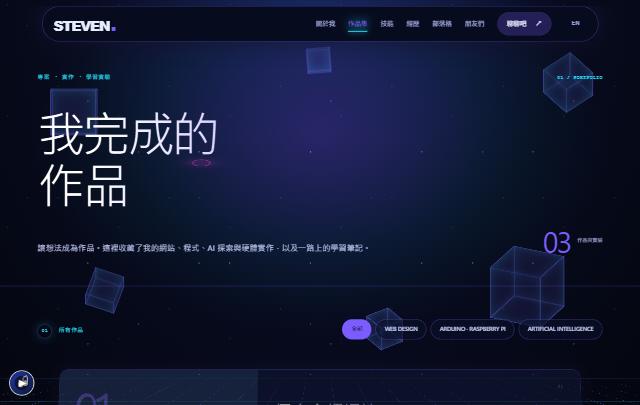 STEVEN.
關於我 作品集 技能 經歷 部落格 朋友們 聊聊吧 ↗ EN
專案 · 實作 · 學習實驗
01 / PORTFOLIO
我完成的
作品
讓想法成為作品。這裡收藏了我的網站、程式、AI 探索與硬體實作，以及一路上的學習筆記。
03 作品與實驗
01 所有作品
全部 WEB DESIGN ARDUINO · RASPBERRY PI ARTIFICIAL INTELLIGENCE
01